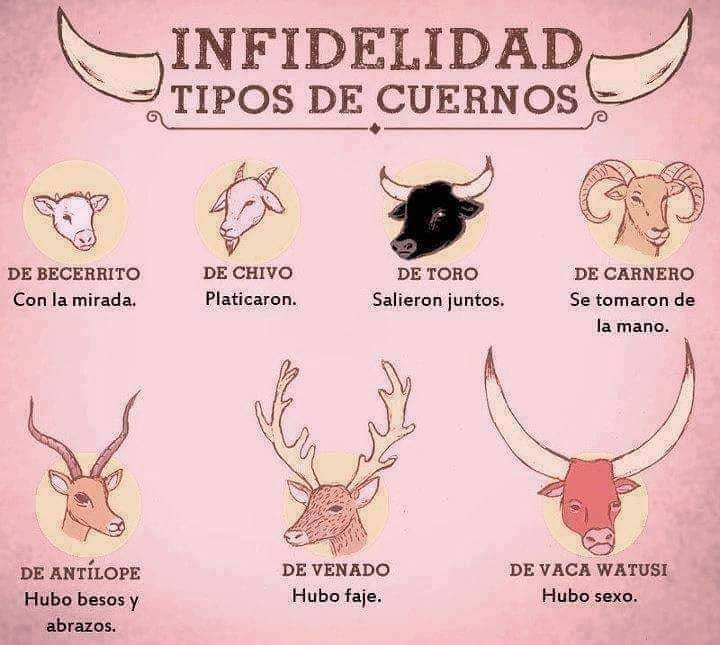 INFIDELIDAD
TIPOS DE CUERNOS
DE BECERRITO
Con la mirada.
DE CHIVO
Platicaron.
DE TORO
Salieron juntos.
DE CARNERO
Se tomaron de
la mano.
DE ANTÍLOPE
Hubo besos y
abrazos.
DE VENADO
Hubo faje.
DE VACA WATUSI
Hubo sexo.